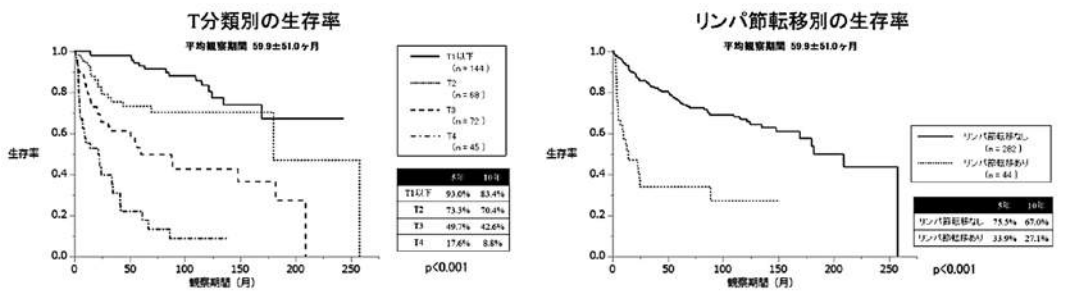 T分類別の生存率
平均観察期間 59.9±51.0ヶ月
1.0
0.8
0.6
生存率
0.4
0.2
0.0
0 50 100 150 200 250
観察期間（月）
T1以下
（n = 144）
T2
（n = 68）
T3
（n = 72）
T4
（n = 45）
5年 10年
T1以下 93.0% 83.4%
T2 73.3% 70.4%
T3 49.7% 42.6%
T4 17.6% 8.8%
p<0.001
リンパ節転移別の生存率
平均観察期間 59.9±51.0ヶ月
1.0
0.8
0.6
生存率
0.4
0.2
0.0
0 50 100 150 200 250
観察期間（月）
リンパ節転移なし
（n = 282）
リンパ節転移あり
（n = 44）
5年 10年
リンパ節転移なし 75.5% 67.0%
リンパ節転移あり 33.9% 27.1%
p<0.001